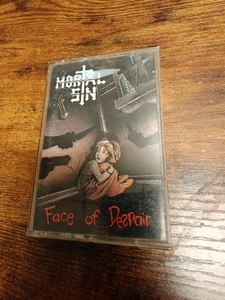 MORTAL
SIN
Face of Despair